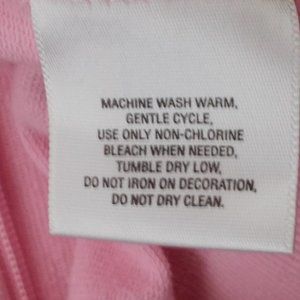 MACHINE WASH WARM,
GENTLE CYCLE,
USE ONLY NON-CHLORINE
BLEACH WHEN NEEDED,
TUMBLE DRY LOW,
DO NOT IRON ON DECORATION,
DO NOT DRY CLEAN.